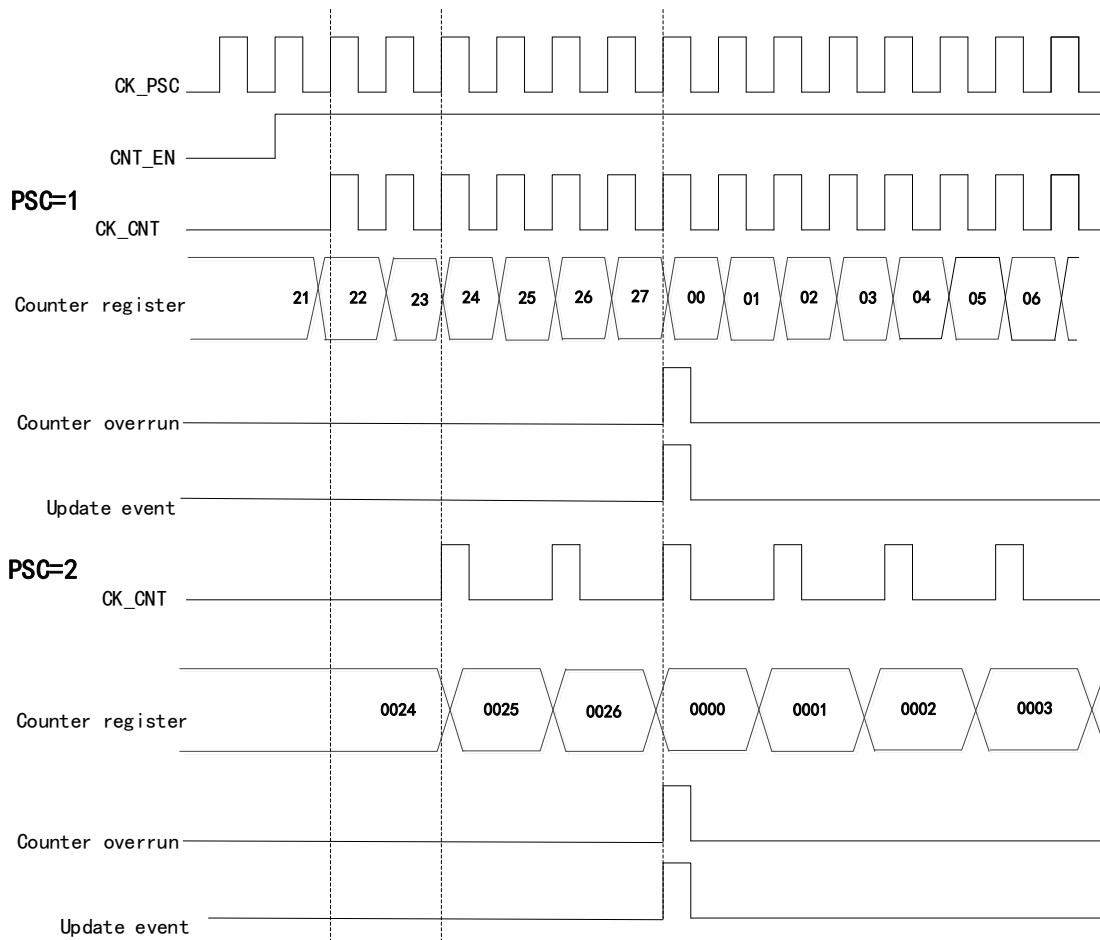 CK_PSC
CNT_EN
PSC=1
CK_CNT
Counter register 21 22 23 24 25 26 27 00 01 02 03 04 05 06
Counter overrun
Update event
PSC=2
CK_CNT
Counter register 0024 0025 0026 0000 0001 0002 0003
Counter overrun
Update event